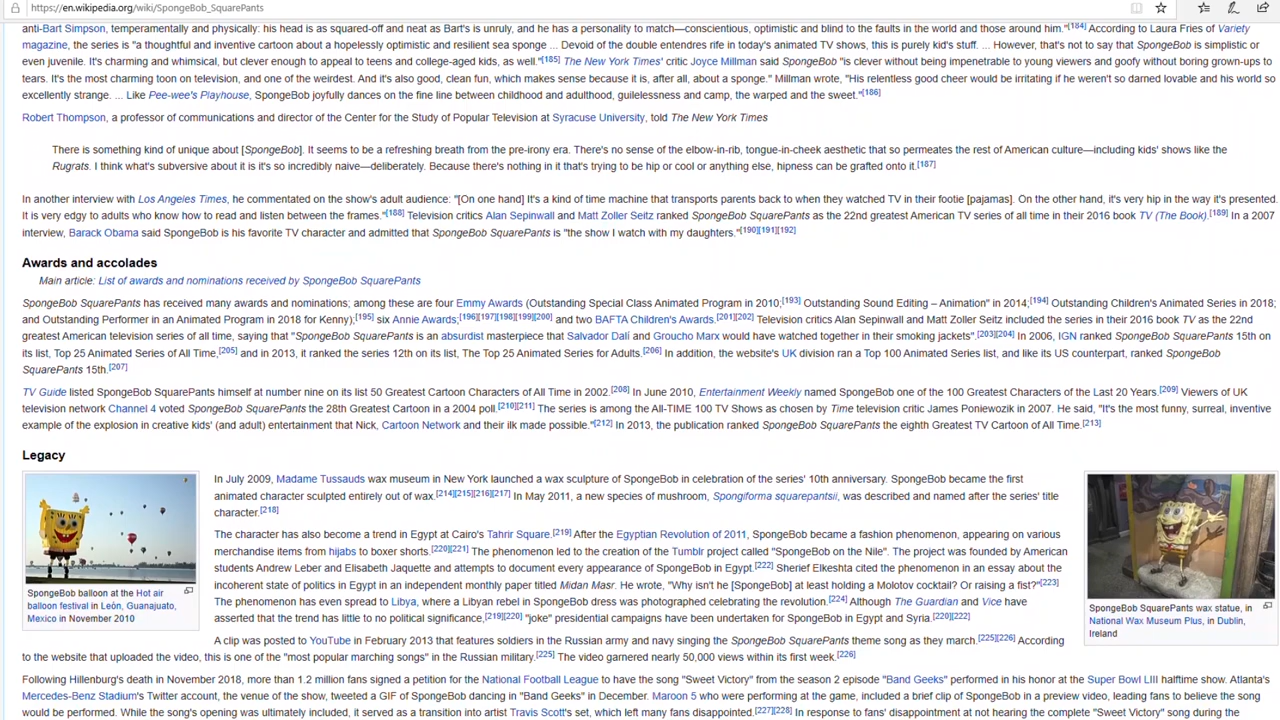 https://en.wikipedia.org/wiki/SpongeBob_SquarePants
anti-Bart Simpson, temperamentally and physically: his head is as squared-off and neat as Bart's is unruly, and he has a personality to match—conscientious, optimistic and blind to the faults in the world and those around him."[184] According to Laura Fries of Variety
magazine, the series is "a thoughtful and inventive cartoon about a hopelessly optimistic and resilient sea sponge ... Devoid of the double entendres rife in today's animated TV shows, this is purely kid's stuff. ... However, that's not to say that SpongeBob is simplistic or
even juvenile. It's charming and whimsical, but clever enough to appeal to teens and college-aged kids, as well."[185] The New York Times' critic Joyce Millman said SpongeBob "is clever without being impenetrable to young viewers and goofy without boring grown-ups to
tears. It's the most charming toon on television, and one of the weirdest. And it's also good, clean fun, which makes sense because it is, after all, about a sponge." Millman wrote, "His relentless good cheer would be irritating if he weren't so darned lovable and his world so
excellently strange. ... Like Pee-wee's Playhouse, SpongeBob joyfully dances on the fine line between childhood and adulthood, guilelessness and camp, the warped and the sweet."[186]
Robert Thompson, a professor of communications and director of the Center for the Study of Popular Television at Syracuse University, told The New York Times
There is something kind of unique about [SpongeBob]. It seems to be a refreshing breath from the pre-irony era. There's no sense of the elbow-in-rib, tongue-in-cheek aesthetic that so permeates the rest of American culture—including kids' shows like the
Rugrats. I think what's subversive about it is it's so incredibly naive—deliberately. Because there's nothing in it that's trying to be hip or cool or anything else, hipness can be grafted onto it.[187]
In another interview with Los Angeles Times, he commentated on the show's adult audience: "[On one hand] It's a kind of time machine that transports parents back to when they watched TV in their footie [pajamas]. On the other hand, it's very hip in the way it's presented.
It is very edgy to adults who know how to read and listen between the frames."[188] Television critics Alan Sepinwall and Matt Zoller Seitz ranked SpongeBob SquarePants as the 22nd greatest American TV series of all time in their 2016 book TV (The Book).[189] In a 2007
interview, Barack Obama said SpongeBob is his favorite TV character and admitted that SpongeBob SquarePants is "the show I watch with my daughters."[190][191][192]
Awards and accolades
Main article: List of awards and nominations received by SpongeBob SquarePants
SpongeBob SquarePants has received many awards and nominations; among these are four Emmy Awards (Outstanding Special Class Animated Program in 2010;[193] Outstanding Sound Editing – Animation" in 2014;[194] Outstanding Children's Animated Series in 2018;
and Outstanding Performer in an Animated Program in 2018 for Kenny);[195] six Annie Awards;[196][197][198][199][200] and two BAFTA Children's Awards.[201][202] Television critics Alan Sepinwall and Matt Zoller Seitz included the series in their 2016 book TV as the 22nd
greatest American television series of all time, saying that "SpongeBob SquarePants is an absurdist masterpiece that Salvador Dalí and Groucho Marx would have watched together in their smoking jackets".[203][204] In 2006, IGN ranked SpongeBob SquarePants 15th on
its list, Top 25 Animated Series of All Time,[205] and in 2013, it ranked the series 12th on its list, The Top 25 Animated Series for Adults.[206] In addition, the website's UK division ran a Top 100 Animated Series list, and like its US counterpart, ranked SpongeBob
SquarePants 15th.[207]
TV Guide listed SpongeBob SquarePants himself at number nine on its list 50 Greatest Cartoon Characters of All Time in 2002.[208] In June 2010, Entertainment Weekly named SpongeBob one of the 100 Greatest Characters of the Last 20 Years.[209] Viewers of UK
television network Channel 4 voted SpongeBob SquarePants the 28th Greatest Cartoon in a 2004 poll.[210][211] The series is among the All-TIME 100 TV Shows as chosen by Time television critic James Poniewozik in 2007. He said, "It's the most funny, surreal, inventive
example of the explosion in creative kids' (and adult) entertainment that Nick, Cartoon Network and their ilk made possible."[212] In 2013, the publication ranked SpongeBob SquarePants the eighth Greatest TV Cartoon of All Time.[213]
Legacy
In July 2009, Madame Tussauds wax museum in New York launched a wax sculpture of SpongeBob in celebration of the series' 10th anniversary. SpongeBob became the first
animated character sculpted entirely out of wax.[214][215][216][217] In May 2011, a new species of mushroom, Spongiforma squarepantsii, was described and named after the series' title
character.[218]
The character has also become a trend in Egypt at Cairo's Tahrir Square.[219] After the Egyptian Revolution of 2011, SpongeBob became a fashion phenomenon, appearing on various
merchandise items from hijabs to boxer shorts.[220][221] The phenomenon led to the creation of the Tumblr project called "SpongeBob on the Nile". The project was founded by American
students Andrew Leber and Elisabeth Jaquette and attempts to document every appearance of SpongeBob in Egypt.[222] Sherief Elkeshta cited the phenomenon in an essay about the
incoherent state of politics in Egypt in an independent monthly paper titled Midan Masr. He wrote, "Why isn't he [SpongeBob] at least holding a Molotov cocktail? Or raising a fist?"[223]
The phenomenon has even spread to Libya, where a Libyan rebel in SpongeBob dress was photographed celebrating the revolution.[224] Although The Guardian and Vice have
asserted that the trend has little to no political significance,[219][220] "joke" presidential campaigns have been undertaken for SpongeBob in Egypt and Syria.[220][222]
A clip was posted to YouTube in February 2013 that features soldiers in the Russian army and navy singing the SpongeBob SquarePants theme song as they march.[225][226] According
to the website that uploaded the video, this is one of the "most popular marching songs" in the Russian military.[225] The video garnered nearly 50,000 views within its first week.[226]
SpongeBob balloon at the Hot air
balloon festival in León, Guanajuato,
Mexico in November 2010
SpongeBob SquarePants wax statue, in
National Wax Museum Plus, in Dublin,
Ireland
Following Hillenburg's death in November 2018, more than 1.2 million fans signed a petition for the National Football League to have the song "Sweet Victory" from the season 2 episode "Band Geeks" performed in his honor at the Super Bowl LIII halftime show. Atlanta's
Mercedes-Benz Stadium's Twitter account, the venue of the show, tweeted a GIF of SpongeBob dancing in "Band Geeks" in December. Maroon 5 who were performing at the game, included a brief clip of SpongeBob in a preview video, leading fans to believe the song
would be performed. While the song's opening was ultimately included, it served as a transition into artist Travis Scott's set, which left many fans disappointed.[227][228] In response to fans' disappointment at not hearing the complete "Sweet Victory" song during the